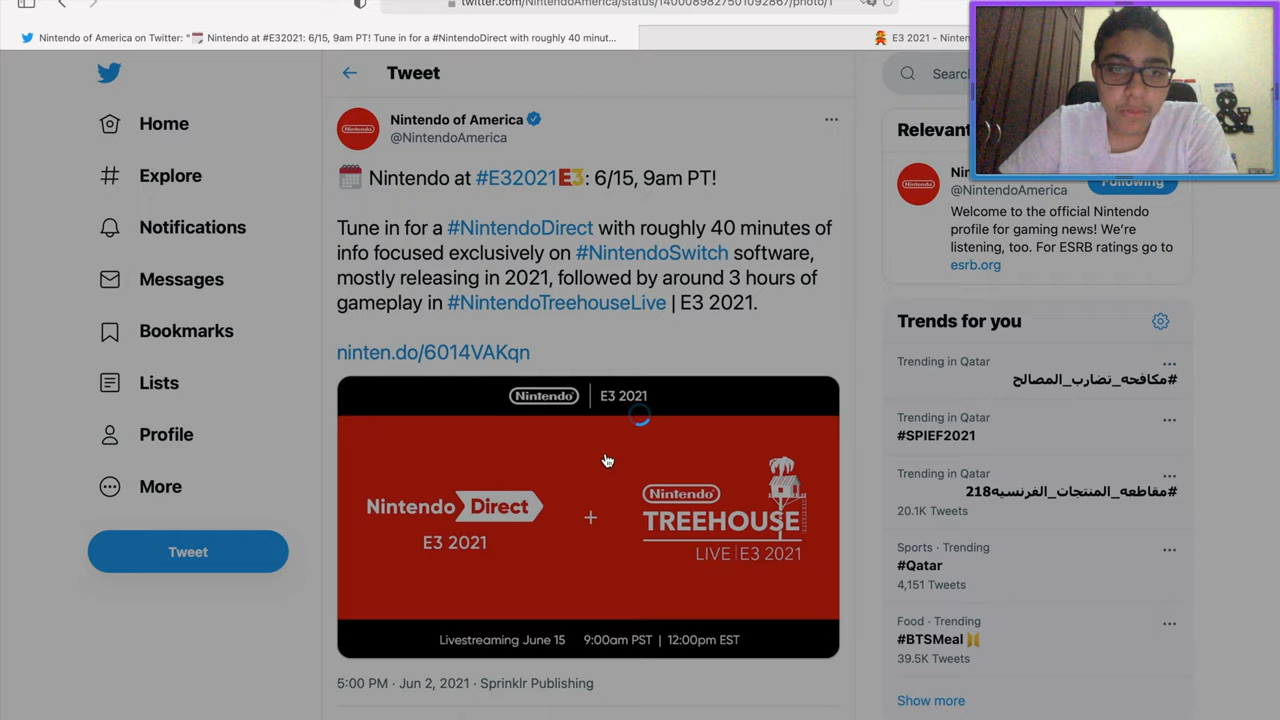 twitter.com/NintendoAmerica/status/1400089827501092867/photo/1
Nintendo of America on Twitter: "🗓️ Nintendo at #E32021: 6/15, 9am PT! Tune in for a #NintendoDirect with roughly 40 minut...
E3 2021 - Ninten
Home
Explore
Notifications
Messages
Bookmarks
Lists
Profile
More
Tweet
Tweet
Nintendo of America
@NintendoAmerica
🗓️ Nintendo at #E32021 E3: 6/15, 9am PT!
Tune in for a #NintendoDirect with roughly 40 minutes of
info focused exclusively on #NintendoSwitch software,
mostly releasing in 2021, followed by around 3 hours of
gameplay in #NintendoTreehouseLive | E3 2021.
ninten.do/6014VAKqn
Nintendo | E3 2021
Nintendo Direct
E3 2021
+
Nintendo
TREEHOUSE
LIVE | E3 2021
Livestreaming June 15 9:00am PST | 12:00pm EST
5:00 PM · Jun 2, 2021 · Sprinklr Publishing
Searc
Relevan
Nin
@NintendoAmerica
Following
Welcome to the official Nintendo
profile for gaming news! We're
listening, too. For ESRB ratings go to
esrb.org
Trends for you
Trending in Qatar
#مكافحه_تضارب_المصالح
Trending in Qatar
#SPIEF2021
Trending in Qatar
#مقاطعه_المنتجات_الفرنسيه218
20.1K Tweets
Sports · Trending
#Qatar
4,151 Tweets
Food · Trending
#BTSMeal
39.5K Tweets
Show more